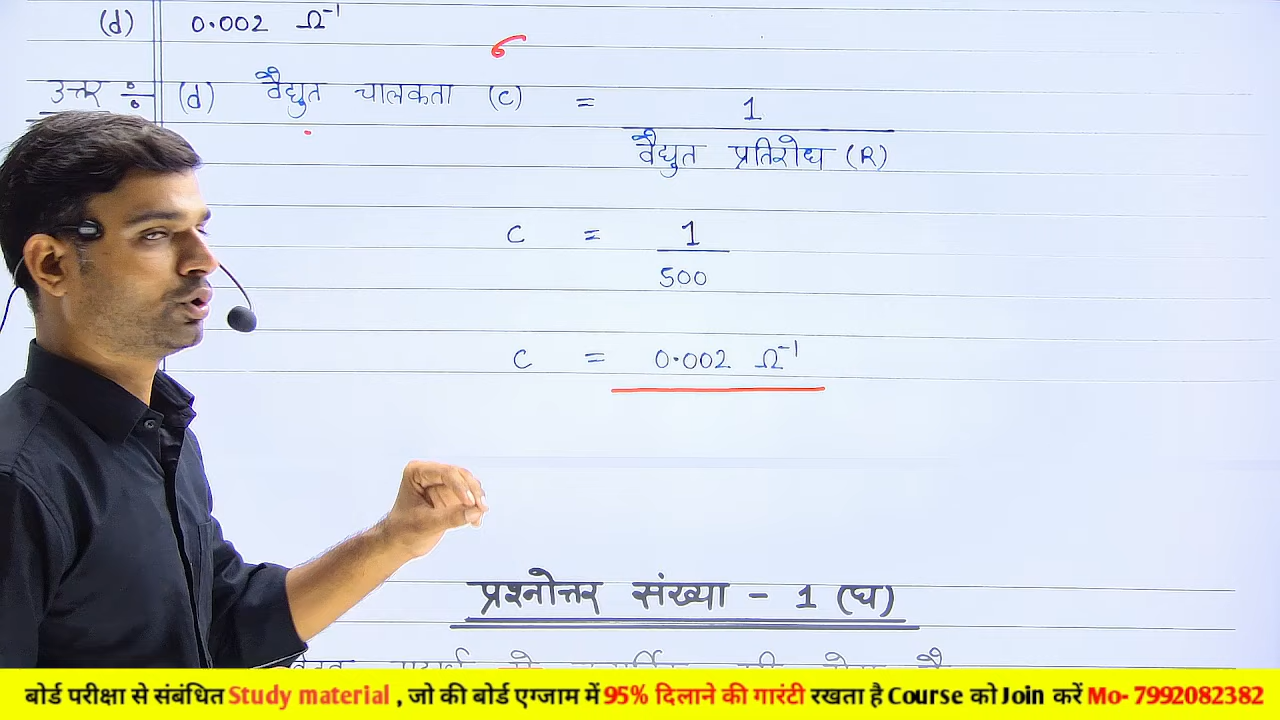 (d) 0.002 Ω⁻¹
उत्तर ÷ (d) वैद्युत चालकता (C) = 1
वैद्युत प्रतिरोध (R)
C = 1
500
C = 0.002 Ω⁻¹
प्रश्नोत्तर संख्या - 1 (घ)
बोर्ड परीक्षा से संबंधित Study material , जो की बोर्ड एग्जाम में 95% दिलाने की गारंटी रखता है Course को Join करें Mo- 7992082382